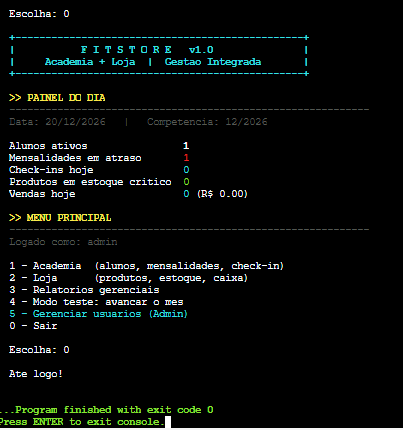 Escolha: 0
+------------------------------------------------+
|           F I T S T O R E   v1.0               |
|     Academia + Loja  |  Gestao Integrada       |
+------------------------------------------------+
>> PAINEL DO DIA
------------------------------------------------------------
Data: 20/12/2026   |   Competencia: 12/2026
Alunos ativos                1
Mensalidades em atraso       1
Check-ins hoje               0
Produtos em estoque critico  0
Vendas hoje                  0 (R$ 0.00)
>> MENU PRINCIPAL
------------------------------------------------------------
Logado como: admin
1 - Academia  (alunos, mensalidades, check-in)
2 - Loja      (produtos, estoque, caixa)
3 - Relatorios gerenciais
4 - Modo teste: avancar o mes
5 - Gerenciar usuarios (Admin)
0 - Sair
Escolha: 0
Ate logo!
...Program finished with exit code 0
Press ENTER to exit console.